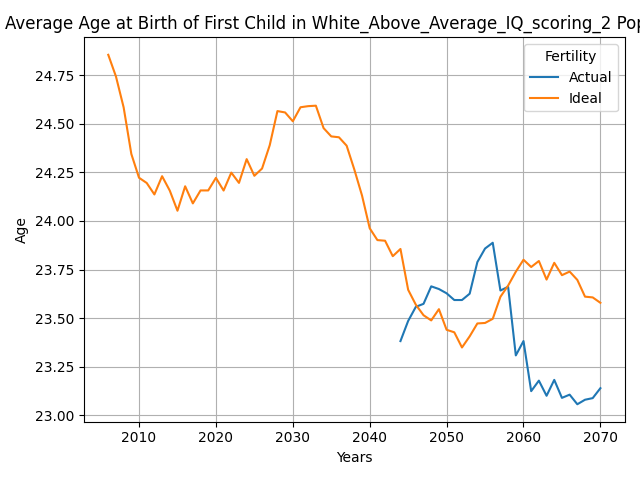 Average Age at Birth of First Child in White_Above_Average_IQ_scoring_2 Pop
Fertility
Actual
Ideal
24.75
24.50
24.25
24.00
23.75
23.50
23.25
23.00
Age
2010 2020 2030 2040 2050 2060 2070
Years